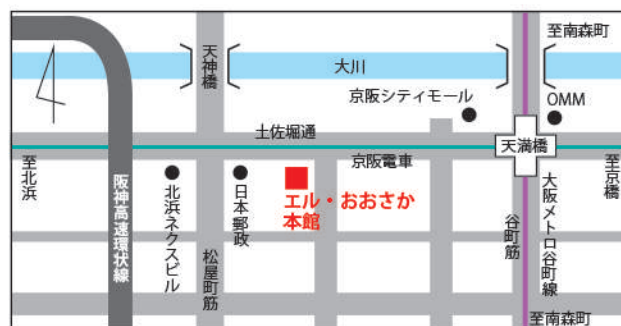 至南森町
天神橋
大川
京阪シティモール
OMM
土佐堀通
天満橋
京阪電車
至北浜
阪神高速環状線
北浜ネクスビル
日本郵政
エル・おおさか
本館
松屋町筋
谷町筋
大阪メトロ谷町線
至京橋
至南森町